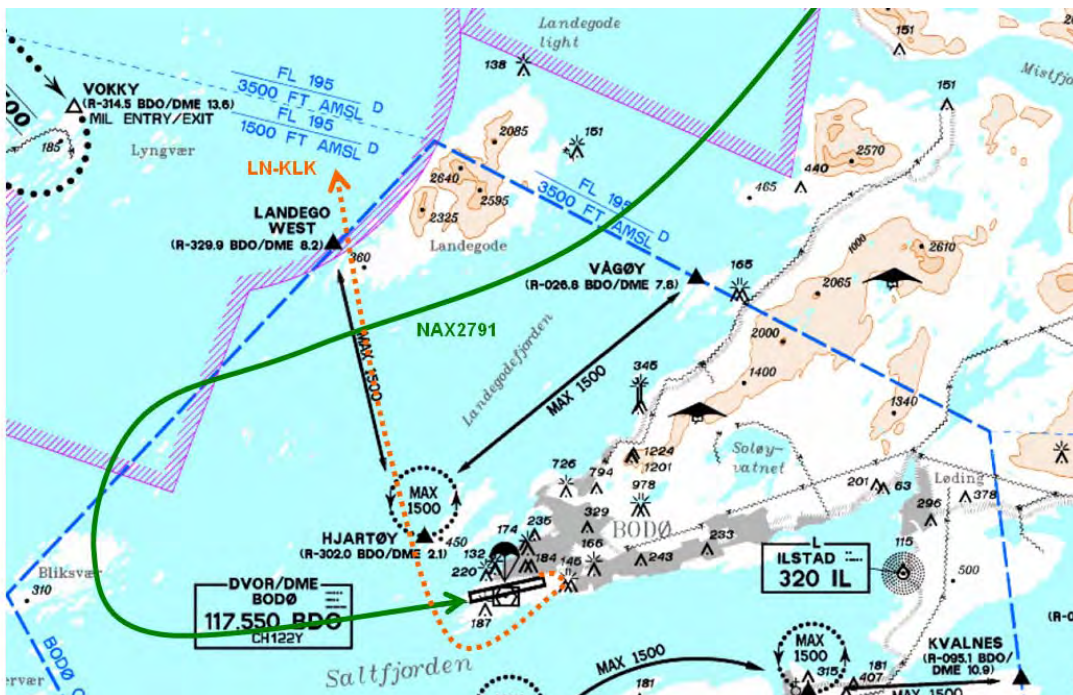 VOKKY
(R-314.5 BDO/DME 13.6)
MIL ENTRY/EXIT
185
Lyngvær
FL 195
3500 FT AMSL D
FL 195
1500 FT AMSL D
LN-KLK
LANDEGO
WEST
(R-329.9 BDO/DME 8.2)
Landegode
light
138
151
2085
2640
2595
2325
Landegode
960
151
151
Mistfj
2570
440
465
FL 195 D
3500 FT AMSL
1000
2610
2065
VÅGØY
(R-026.8 BDO/DME 7.8)
165
2000
1400
1340
NAX2791
MAX 1500
Landegodefjorden
MAX 1500
345
1224
1201
978
794
726
329
Soløy-
vatnet
201
63
Løding
378
296
MAX
1500
HJARTØY
(R-302.0 BDO/DME 2.1)
450
174
235
132
220
184
166
146
BODØ
243
233
187
L
ILSTAD
320 IL
115
500
Bliksvær
310
DVOR/DME
BODØ
117.550 BDO
CH122Y
BODØ
Saltfjorden
MAX 1500
MAX
1500
315
181
407
181
KVALNES
(R-095.1 BDO/
DME 10.9)
MAX 1500
ervær
(R-0